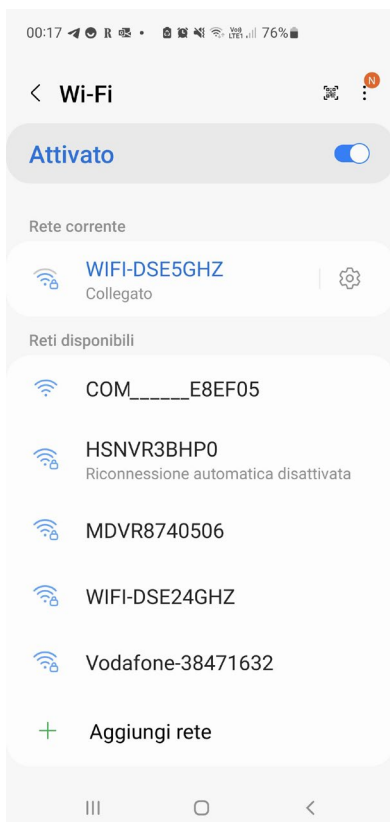 00:17 R 76%
Wi-Fi
N
Attivato
Rete corrente
WIFI-DSE5GHZ
Collegato
Reti disponibili
COM______E8EF05
HSNVR3BHP0
Riconnessione automatica disattivata
MDVR8740506
WIFI-DSE24GHZ
Vodafone-38471632
Aggiungi rete